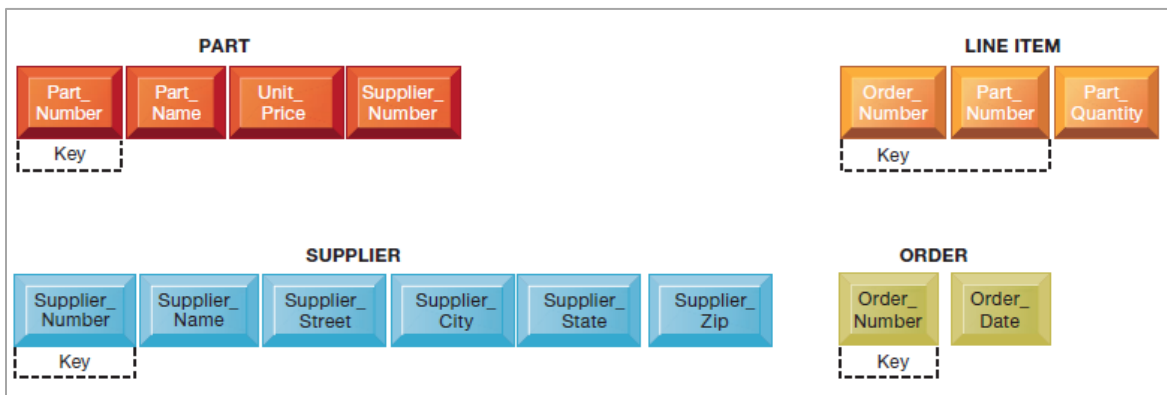 PART
Part_
Number
Part_
Name
Unit_
Price
Supplier_
Number
Key
LINE ITEM
Order_
Number
Part_
Number
Part_
Quantity
Key
SUPPLIER
Supplier_
Number
Supplier_
Name
Supplier_
Street
Supplier_
City
Supplier_
State
Supplier_
Zip
Key
ORDER
Order_
Number
Order_
Date
Key